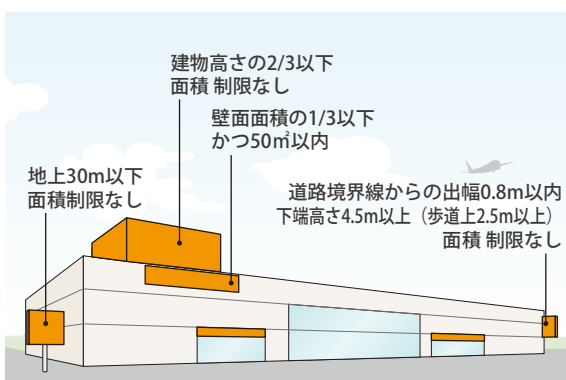 建物高さの2/3以下
面積 制限なし
壁面面積の1/3以下
かつ50㎡以内
地上30m以下
面積制限なし
道路境界線からの出幅0.8m以内
下端高さ4.5m以上（歩道上2.5m以上）
面積 制限なし